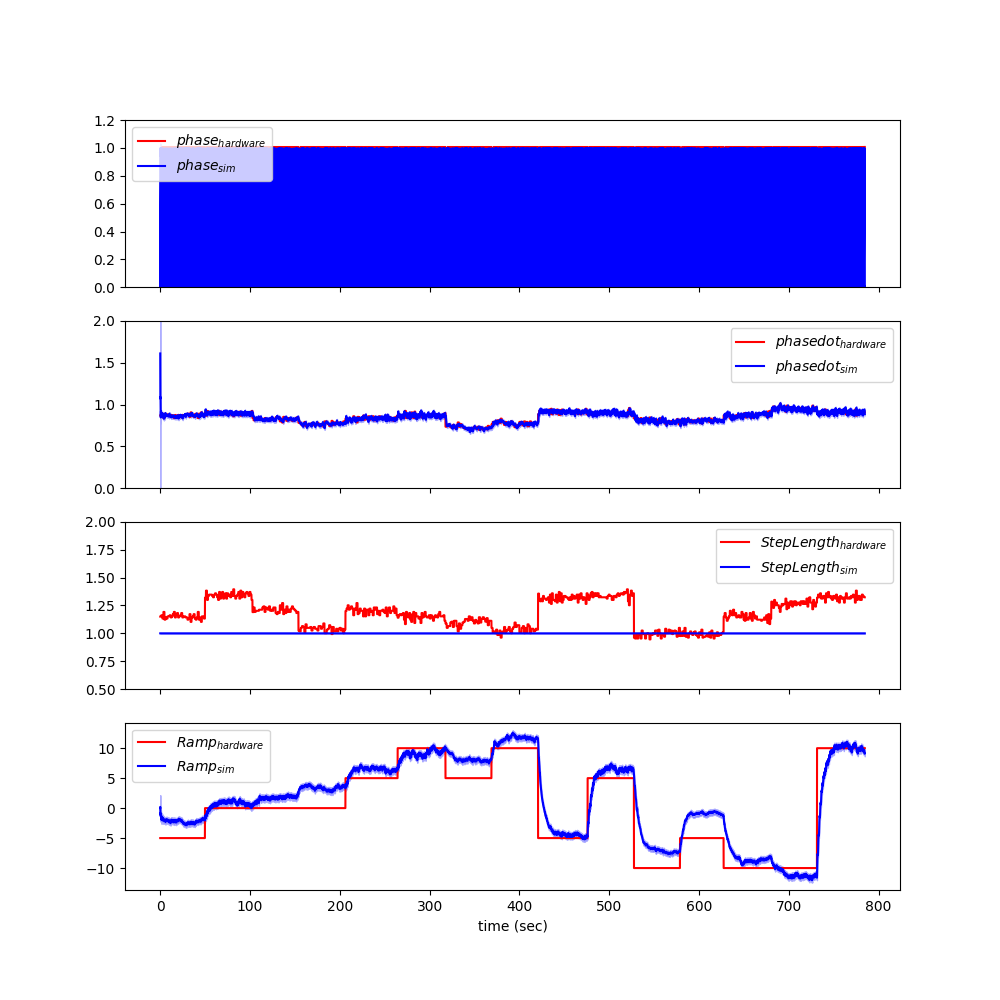 1.2
1.0
0.8
0.6
0.4
0.2
0.0
phase_hardware
phase_sim
2.0
1.5
1.0
0.5
0.0
phasedot_hardware
phasedot_sim
2.00
1.75
1.50
1.25
1.00
0.75
0.50
StepLength_hardware
StepLength_sim
10
5
0
−5
−10
Ramp_hardware
Ramp_sim
0 100 200 300 400 500 600 700 800
time (sec)